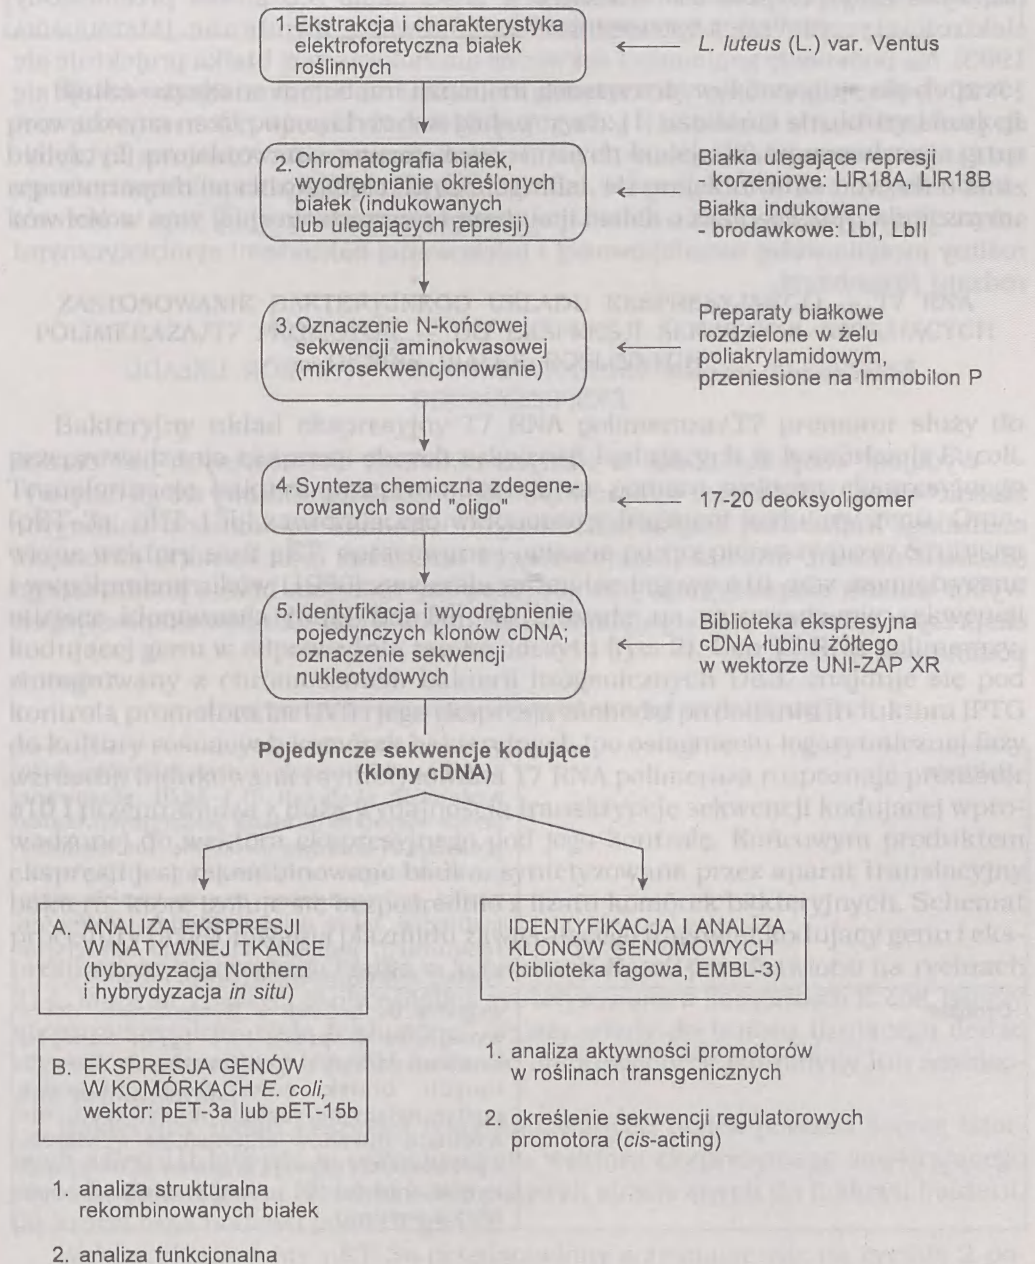 1. Ekstrakcja i charakterystyka
elektroforetyczna białek
roślinnych
L. luteus (L.) var. Ventus
2. Chromatografia białek,
wyodrębnianie określonych
białek (indukowanych
lub ulegających represji)
Białka ulegające represji
- korzeniowe: LIR18A, LIR18B
Białka indukowane
- brodawkowe: LbI, LbII
3. Oznaczenie N-końcowej
sekwencji aminokwasowej
(mikrosekwencjonowanie)
Preparaty białkowe
rozdzielone w żelu
poliakrylamidowym,
przeniesione na Immobilon P
4. Synteza chemiczna zdegene-
rowanych sond "oligo"
17-20 deoksyoligomer
5. Identyfikacja i wyodrębnienie
pojedynczych klonów cDNA;
oznaczenie sekwencji
nukleotydowych
Biblioteka ekspresyjna
cDNA łubinu żółtego
w wektorze UNI-ZAP XR
Pojedyncze sekwencje kodujące
(klony cDNA)
A. ANALIZA EKSPRESJI
W NATYWNEJ TKANCE
(hybrydyzacja Northern
i hybrydyzacja in situ)
IDENTYFIKACJA I ANALIZA
KLONÓW GENOMOWYCH
(biblioteka fagowa, EMBL-3)
B. EKSPRESJA GENÓW
W KOMÓRKACH E. coli,
wektor: pET-3a lub pET-15b
1. analiza aktywności promotorów
w roślinach transgenicznych
2. określenie sekwencji regulatorowych
promotora (cis-acting)
1. analiza strukturalna
rekombinowanych białek
2. analiza funkcjonalna